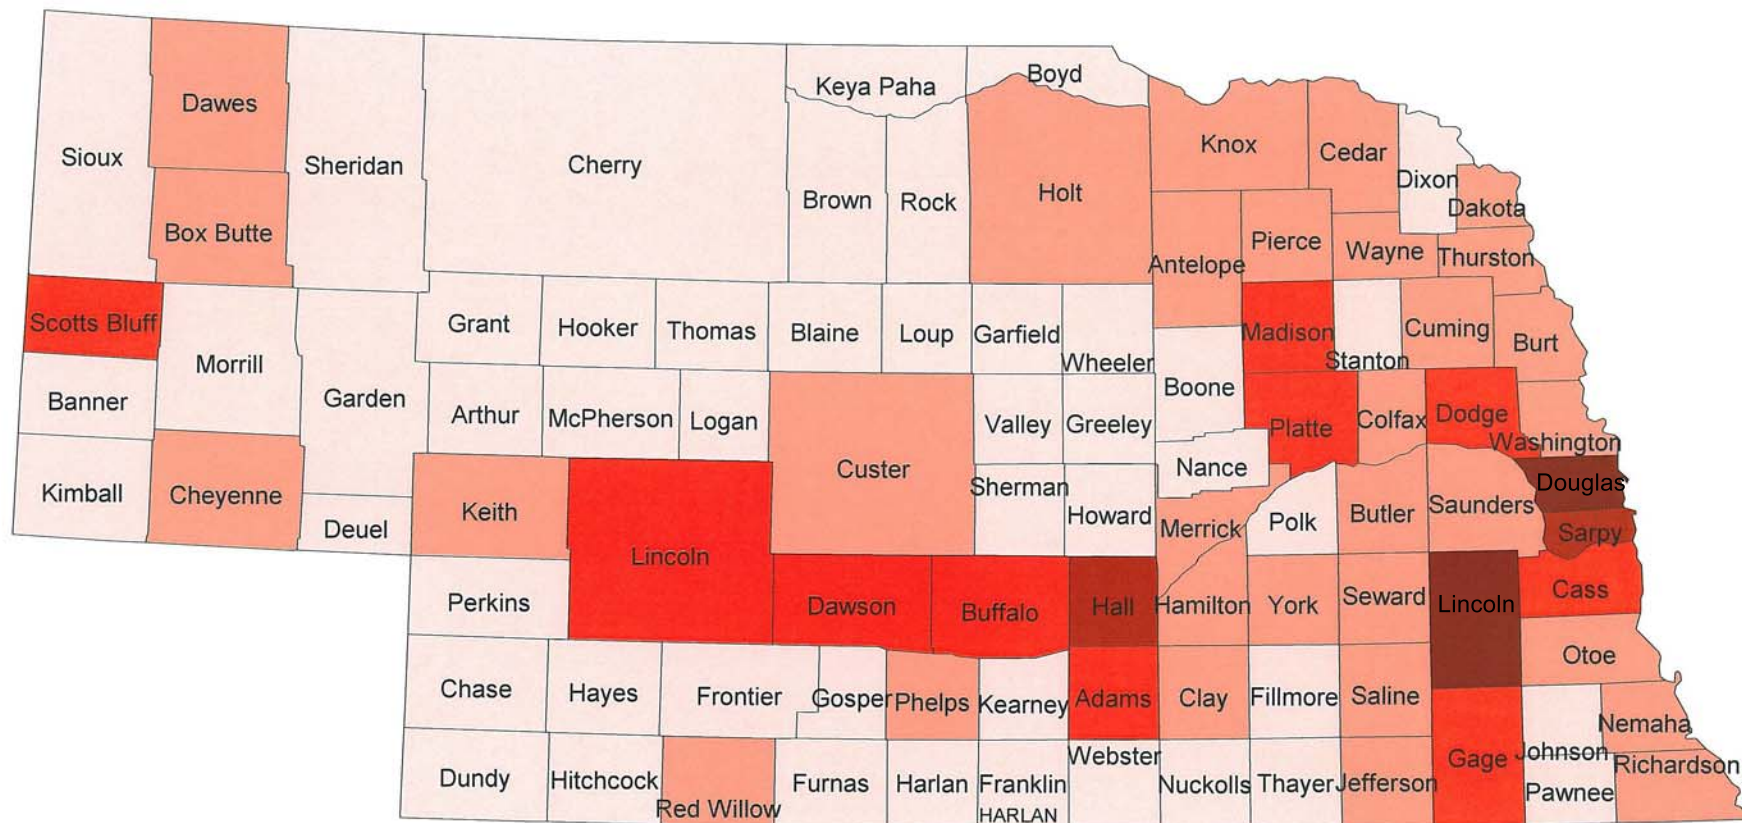 Boyd
Keya Paha
Dawes
Knox
Cedar
Sioux
Sheridan
Cherry
Dixon
Holt
Brown
Rock
Dakota
Box Butte
Pierce
Wayne
Thurston
Antelope
Scotts Bluff
Grant
Hooker
Thomas
Blaine
Loup
Garfield
Madison
Cuming
Burt
Morrill
Wheeler
Stanton
Banner
Garden
Boone
Arthur
McPherson
Logan
Valley
Greeley
Platte
Colfax
Dodge
Washington
Custer
Nance
Kimball
Cheyenne
Sherman
Douglas
Keith
Howard
Merrick
Polk
Butler
Saunders
Deuel
Sarpy
Lincoln
Perkins
Dawson
Buffalo
Hall
Hamilton
York
Seward
Lincoln
Cass
Otoe
Chase
Hayes
Frontier
Gosper
Phelps
Kearney
Adams
Clay
Fillmore
Saline
Nemaha
Webster
Johnson
Gage
Richardson
Dundy
Hitchcock
Furnas
Harlan
Franklin
Nuckolls
Thayer
Jefferson
Pawnee
Red Willow
HARLAN